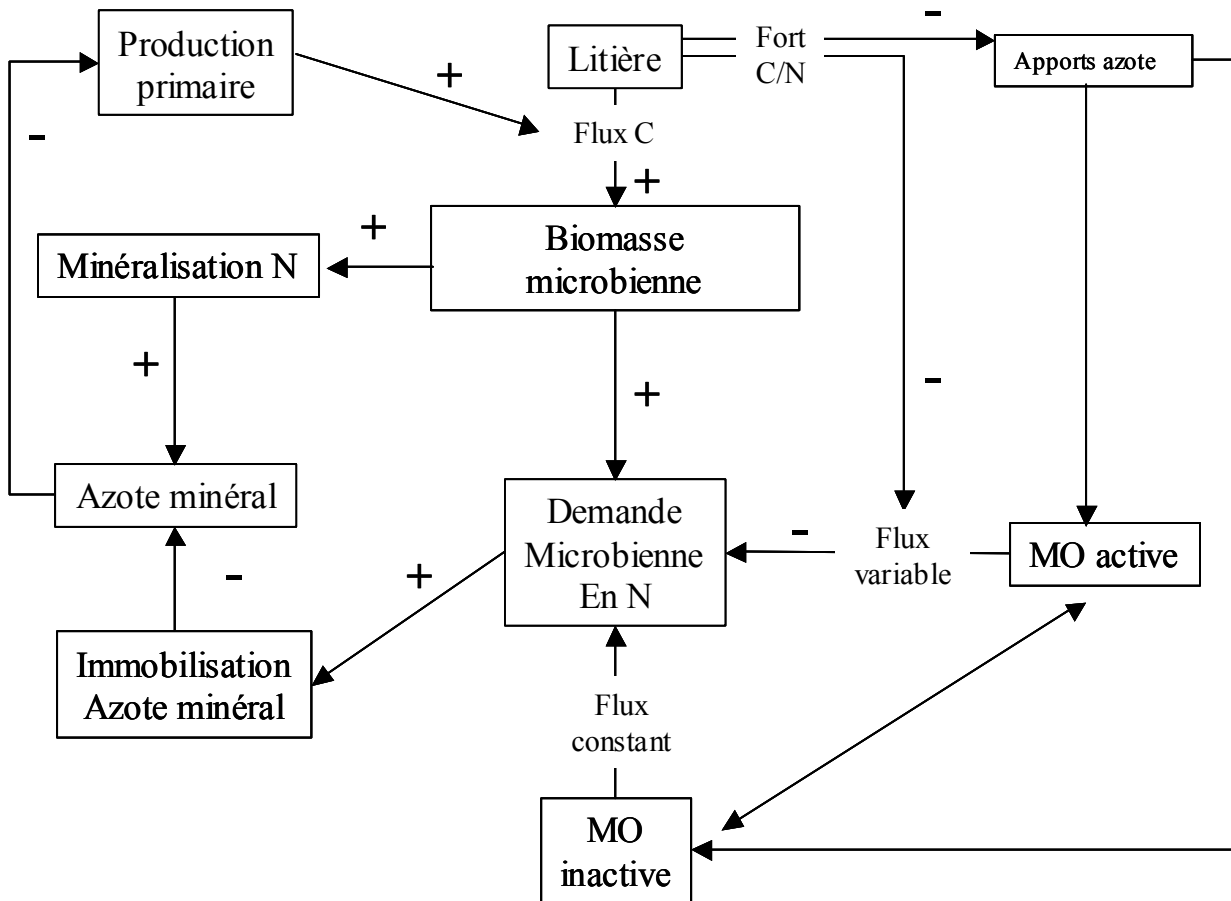 Production
primaire
+
Litière
Fort
C/N
-
Apports azote
-
Flux C
+
+
Biomasse
microbienne
Minéralisation N
+
+
-
Azote minéral
Demande
Microbienne
En N
-
Flux
variable
MO active
-
+
Immobilisation
Azote minéral
Flux
constant
MO
inactive